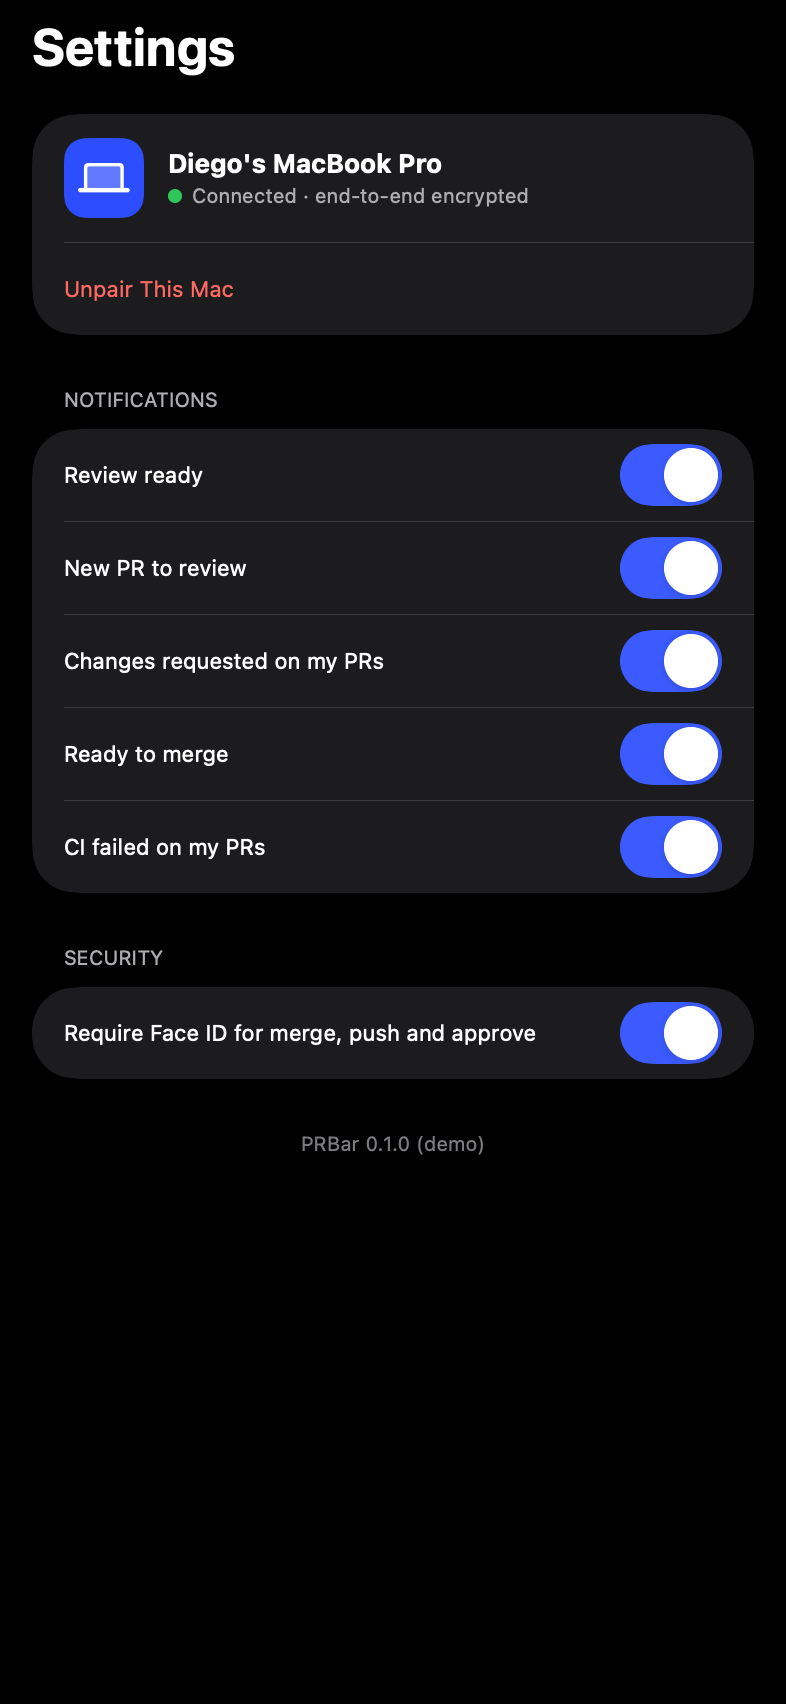 Settings
Diego's MacBook Pro
Connected · end-to-end encrypted
Unpair This Mac
NOTIFICATIONS
Review ready
New PR to review
Changes requested on my PRs
Ready to merge
CI failed on my PRs
SECURITY
Require Face ID for merge, push and approve
PRBar 0.1.0 (demo)